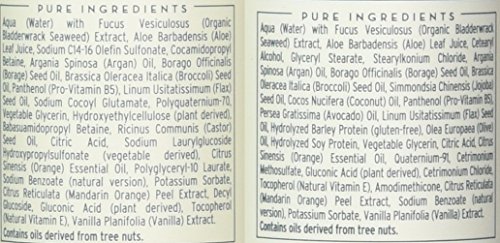 PURE INGREDIENTS
Aqua (Water) with Fucus Vesiculosus (Organic
Bladderwrack Seaweed) Extract, Aloe Barbadensis (Aloe)
Leaf Juice, Sodium C14-16 Olefin Sulfonate, Cocamidopropyl
Betaine, Argania Spinosa (Argan) Oil, Borago Officinalis
(Borage) Seed Oil, Brassica Oleracea Italica (Broccoli) Seed
Oil, Panthenol (Pro-Vitamin B5), Linum Usitatissimum (Flax)
Seed Oil, Sodium Cocoyl Glutamate, Polyquaternium-70,
Vegetable Glycerin, Hydroxyethylcellulose (plant derived),
Babasuamidopropyl Betaine, Ricinus Communis (Castor)
Seed Oil, Citric Acid, Sodium Laurylglucoside
Hydroxypropylsulfonate (vegetable derived), Citrus
Sinensis (Orange) Essential Oil, Polyglyceryl-10 Laurate,
Sodium Benzoate (natural version), Potassium Sorbate,
Citrus Reticulata (Mandarin Orange) Peel Extract, Decyl
Glucoside, Gluconic Acid (plant derived), Tocopherol
(Natural Vitamin E), Vanilla Planifolia (Vanilla) Extract.
Contains oils derived from tree nuts.
PURE INGREDIENTS
Aqua (Water) with Fucus Vesiculosus (Organic Bladderwrack
Seaweed) Extract, Aloe Barbadensis (Aloe) Leaf Juice, Cetearyl
Alcohol, Glyceryl Stearate, Stearylkonium Chloride, Argania
Spinosa (Argan) Oil, Borago Officinalis (Borage) Seed Oil, Brassica
Oleracea Italica (Broccoli) Seed Oil, Simmondsia Chinensis (Jojoba)
Seed Oil, Cocos Nucifera (Coconut) Oil, Panthenol (Pro-Vitamin B5),
Persea Gratissima (Avocado) Oil, Linum Usitatissimum (Flax) Seed
Oil, Hydrolyzed Barley Protein (gluten-free), Olea Europaea (Olive)
Oil, Hydrolyzed Soy Protein, Vegetable Glycerin, Citric Acid, Citrus
Sinensis (Orange) Essential Oil, Quaternium-91, Cetrimonium
Methosulfate, Gluconic Acid (plant derived), Cetrimonium Chloride,
Tocopherol (Natural Vitamin E), Amodimethicone, Citrus Reticulata
(Mandarin Orange) Peel Extract, Sodium Benzoate (natural
version), Potassium Sorbate, Vanilla Planifolia (Vanilla) Extract.
Contains oils derived from tree nuts.